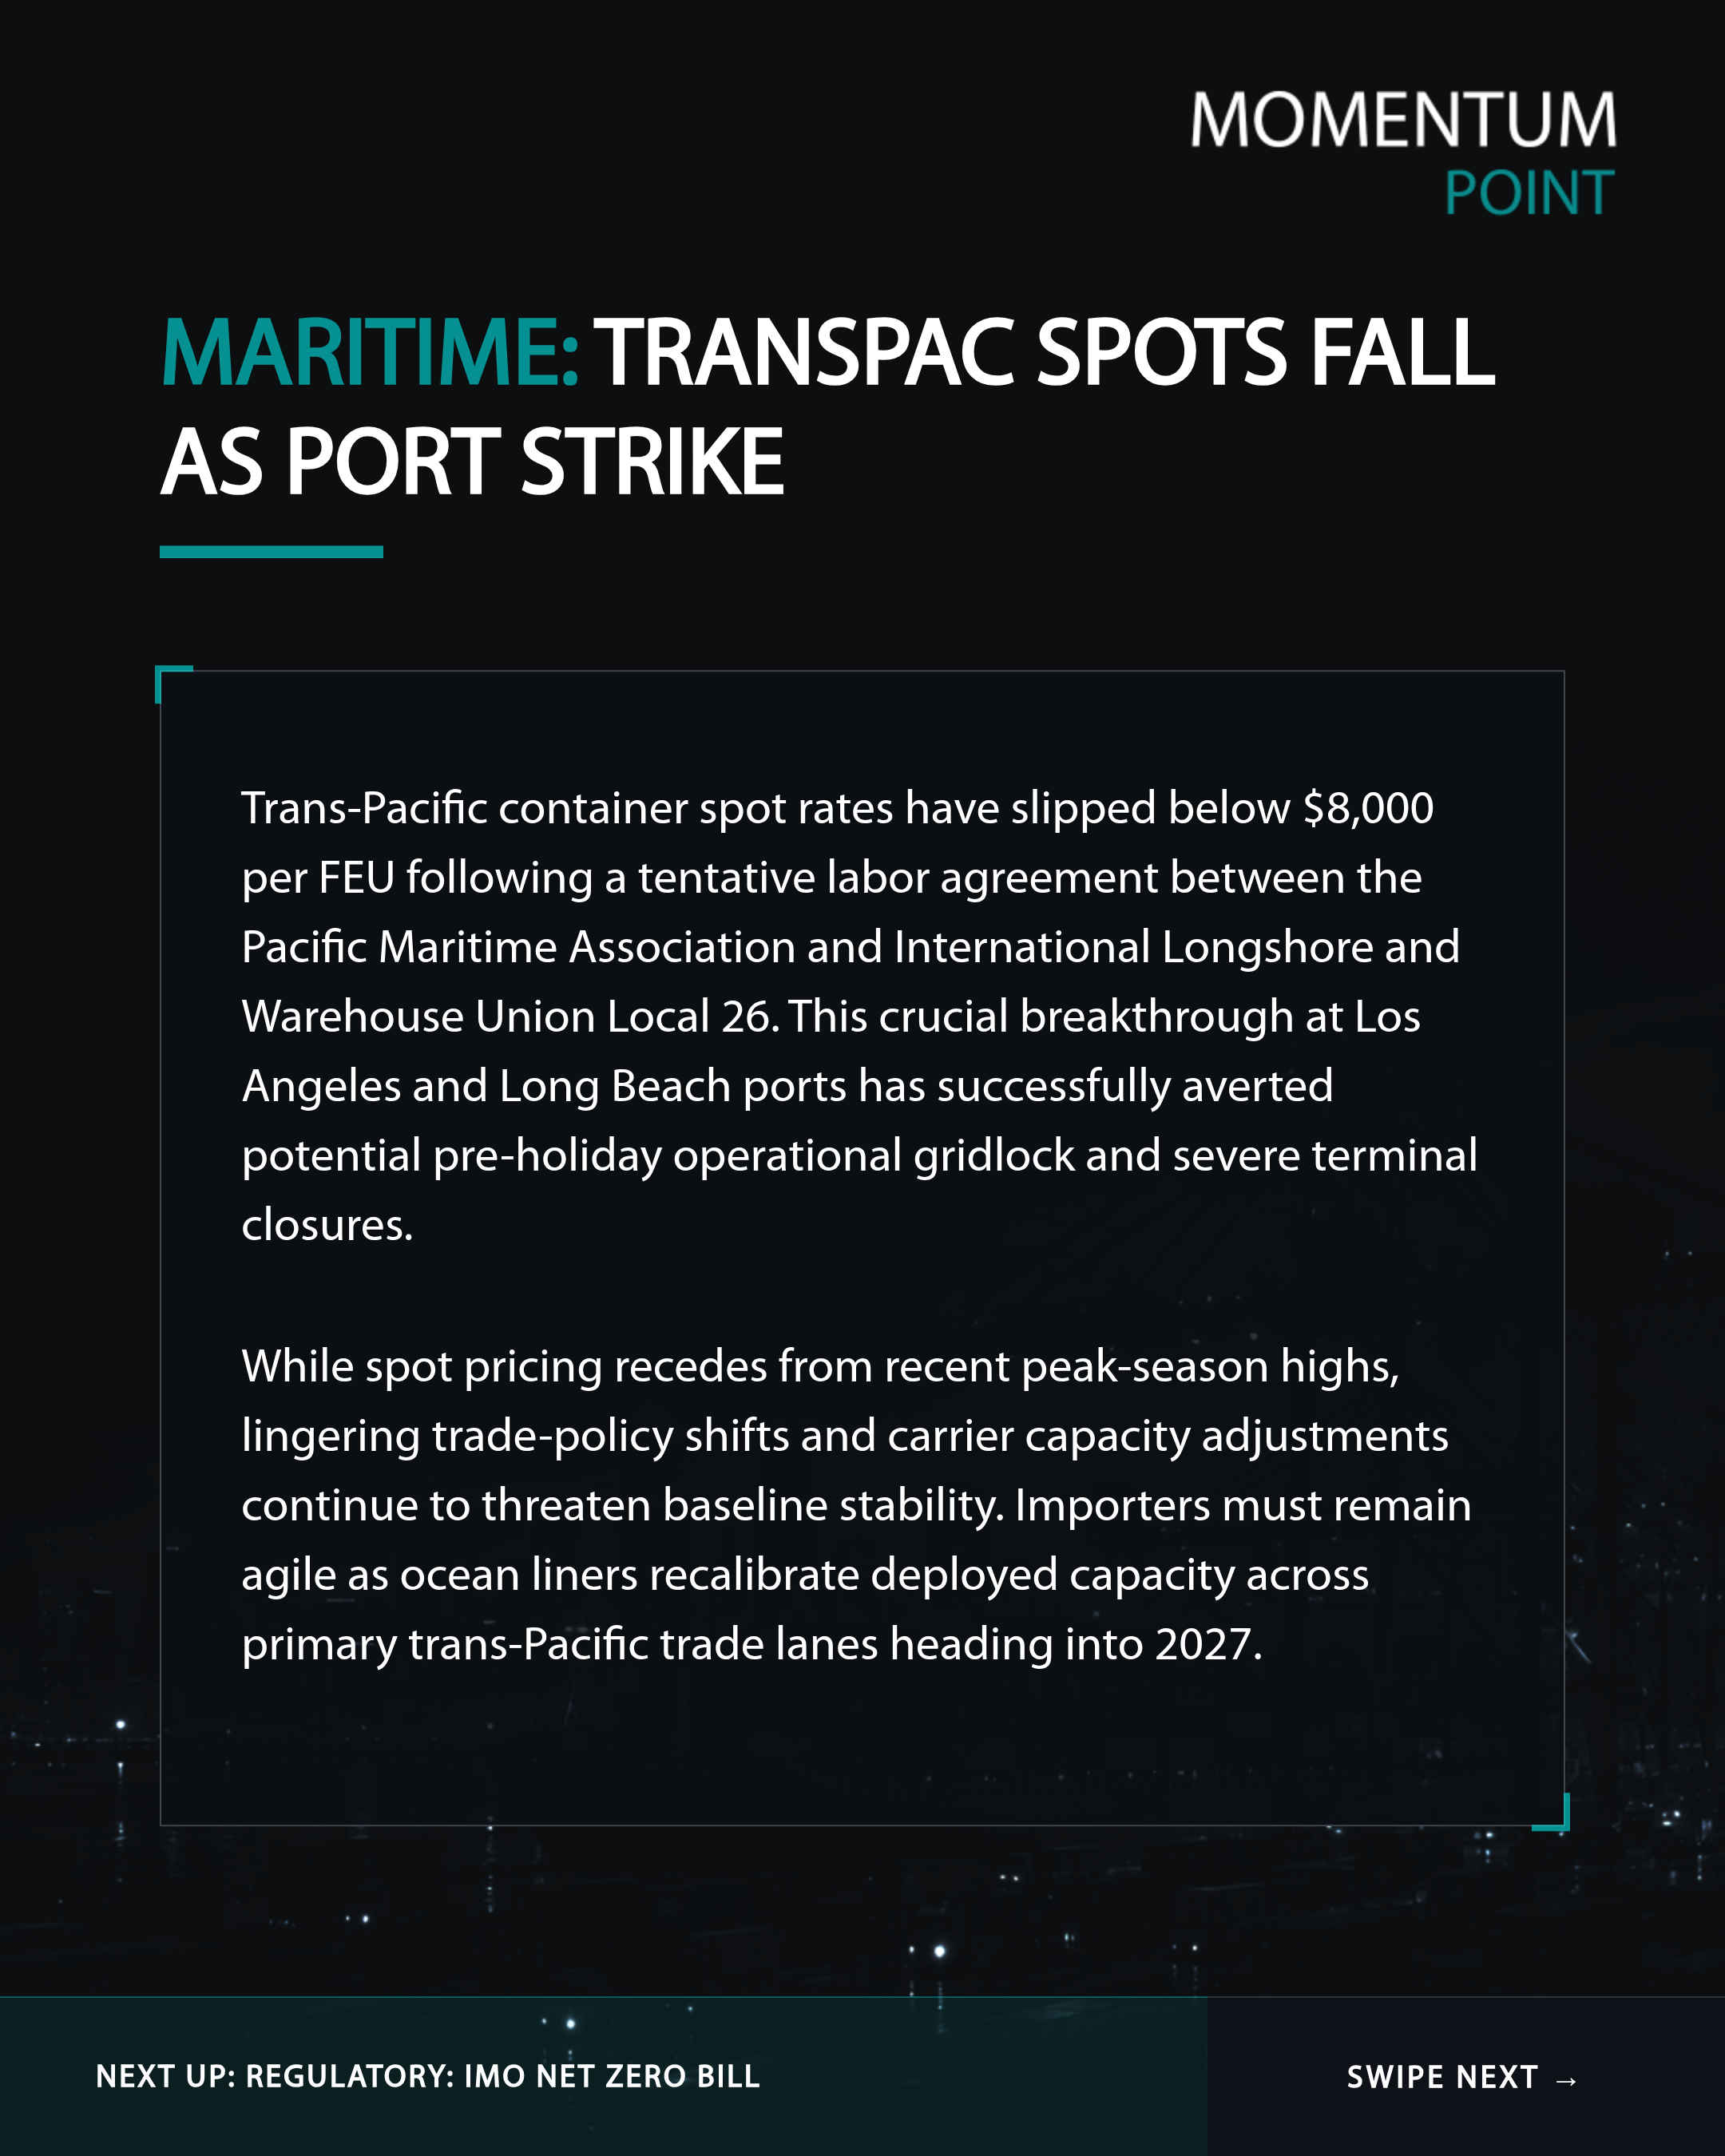 MOMENTUM
POINT
MARITIME: TRANSPAC SPOTS FALL
AS PORT STRIKE
Trans-Pacific container spot rates have slipped below $8,000
per FEU following a tentative labor agreement between the
Pacific Maritime Association and International Longshore and
Warehouse Union Local 26. This crucial breakthrough at Los
Angeles and Long Beach ports has successfully averted
potential pre-holiday operational gridlock and severe terminal
closures.
While spot pricing recedes from recent peak-season highs,
lingering trade-policy shifts and carrier capacity adjustments
continue to threaten baseline stability. Importers must remain
agile as ocean liners recalibrate deployed capacity across
primary trans-Pacific trade lanes heading into 2027.
NEXT UP: REGULATORY: IMO NET ZERO BILL
SWIPE NEXT →